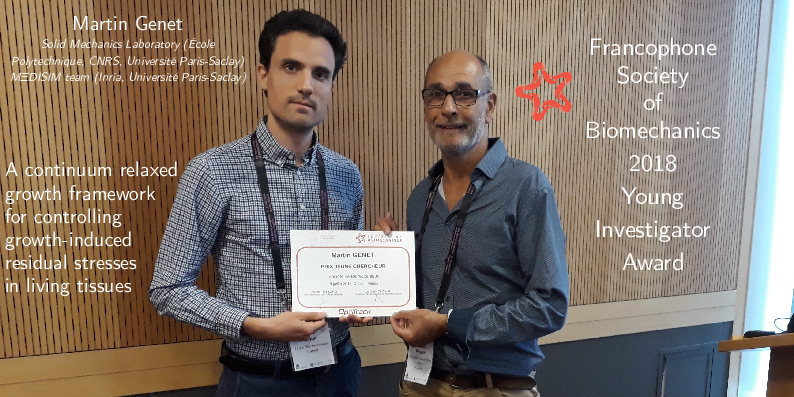 Martin Genet
Solid Mechanics Laboratory (École
Polytechnique, CNRS, Université Paris-Saclay)
MΞDISIM team (Inria, Université Paris-Saclay)
A continuum relaxed
growth framework
for controlling
growth-induced
residual stresses
in living tissues
Francophone
Society
of
Biomechanics
2018
Young
Investigator
Award
Martin GENET
PRIX JEUNE CHERCHEUR
OptiTrack